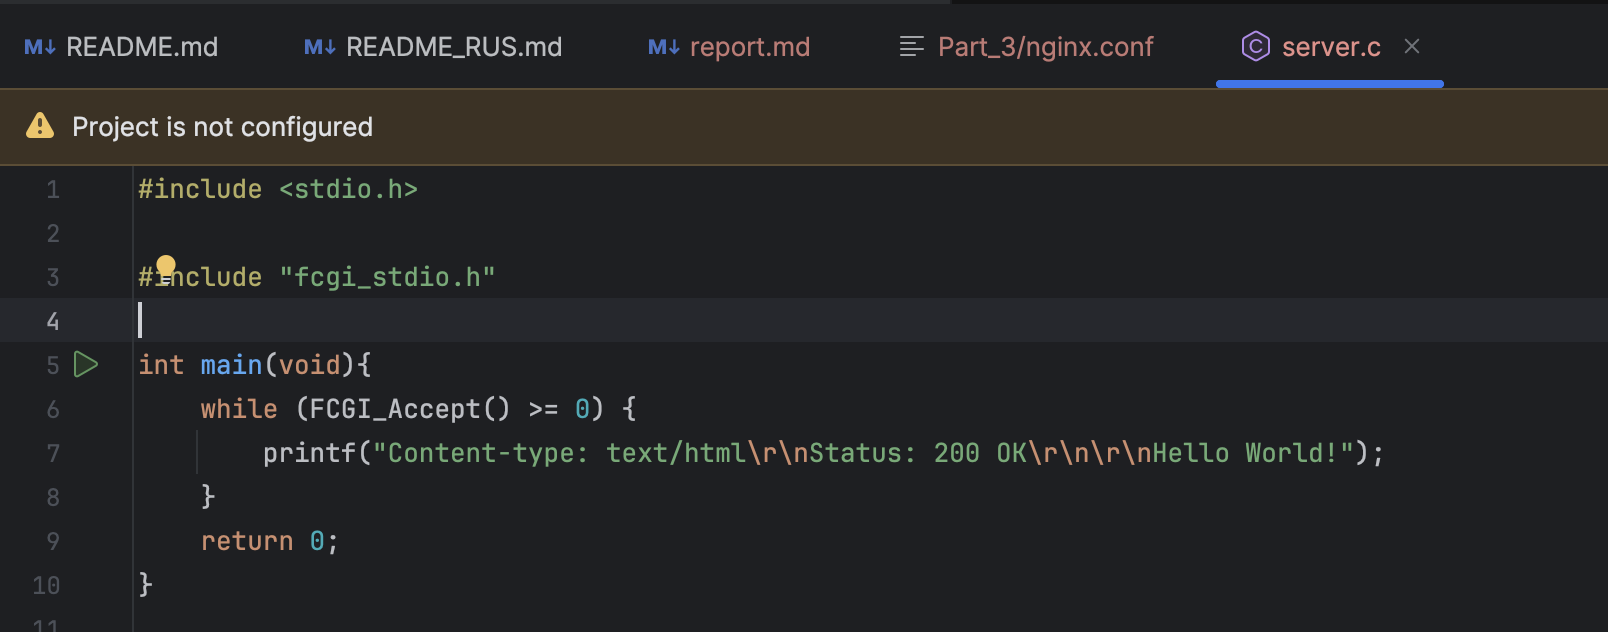 M↓ README.md M↓ README_RUS.md M↓ report.md Part_3/nginx.conf C server.c ×
Project is not configured
1 #include <stdio.h>
2
3 #include "fcgi_stdio.h"
4
5 int main(void){
6 while (FCGI_Accept() >= 0) {
7 printf("Content-type: text/html\r\nStatus: 200 OK\r\n\r\nHello World!");
8 }
9 return 0;
10 }
11